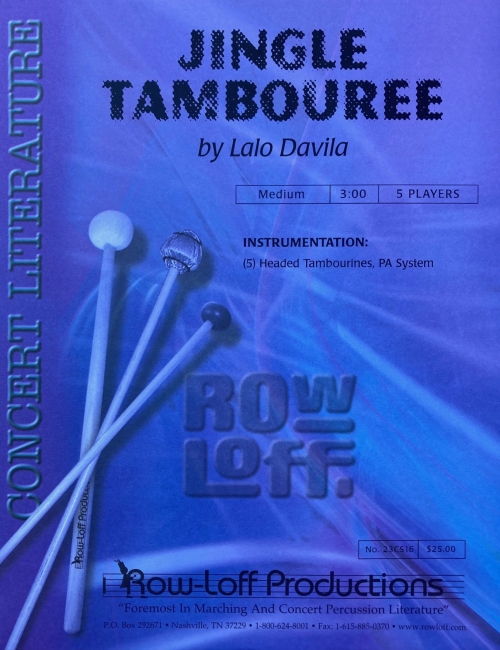 CONCERT LITERATURE
JINGLE
TAMBOUREE
by Lalo Davila
Medium 3:00 5 PLAYERS
INSTRUMENTATION:
(5) Headed Tambourines, PA System
ROW
LOFF.
Row-Loff Productions
No. 23CS16 $25.00
Row-Loff Productions
"Foremost In Marching And Concert Percussion Literature"
P.O. Box 292671 • Nashville, TN 37229 • 1-800-624-8001 • Fax: 1-615-885-0370 • www.rowloff.com